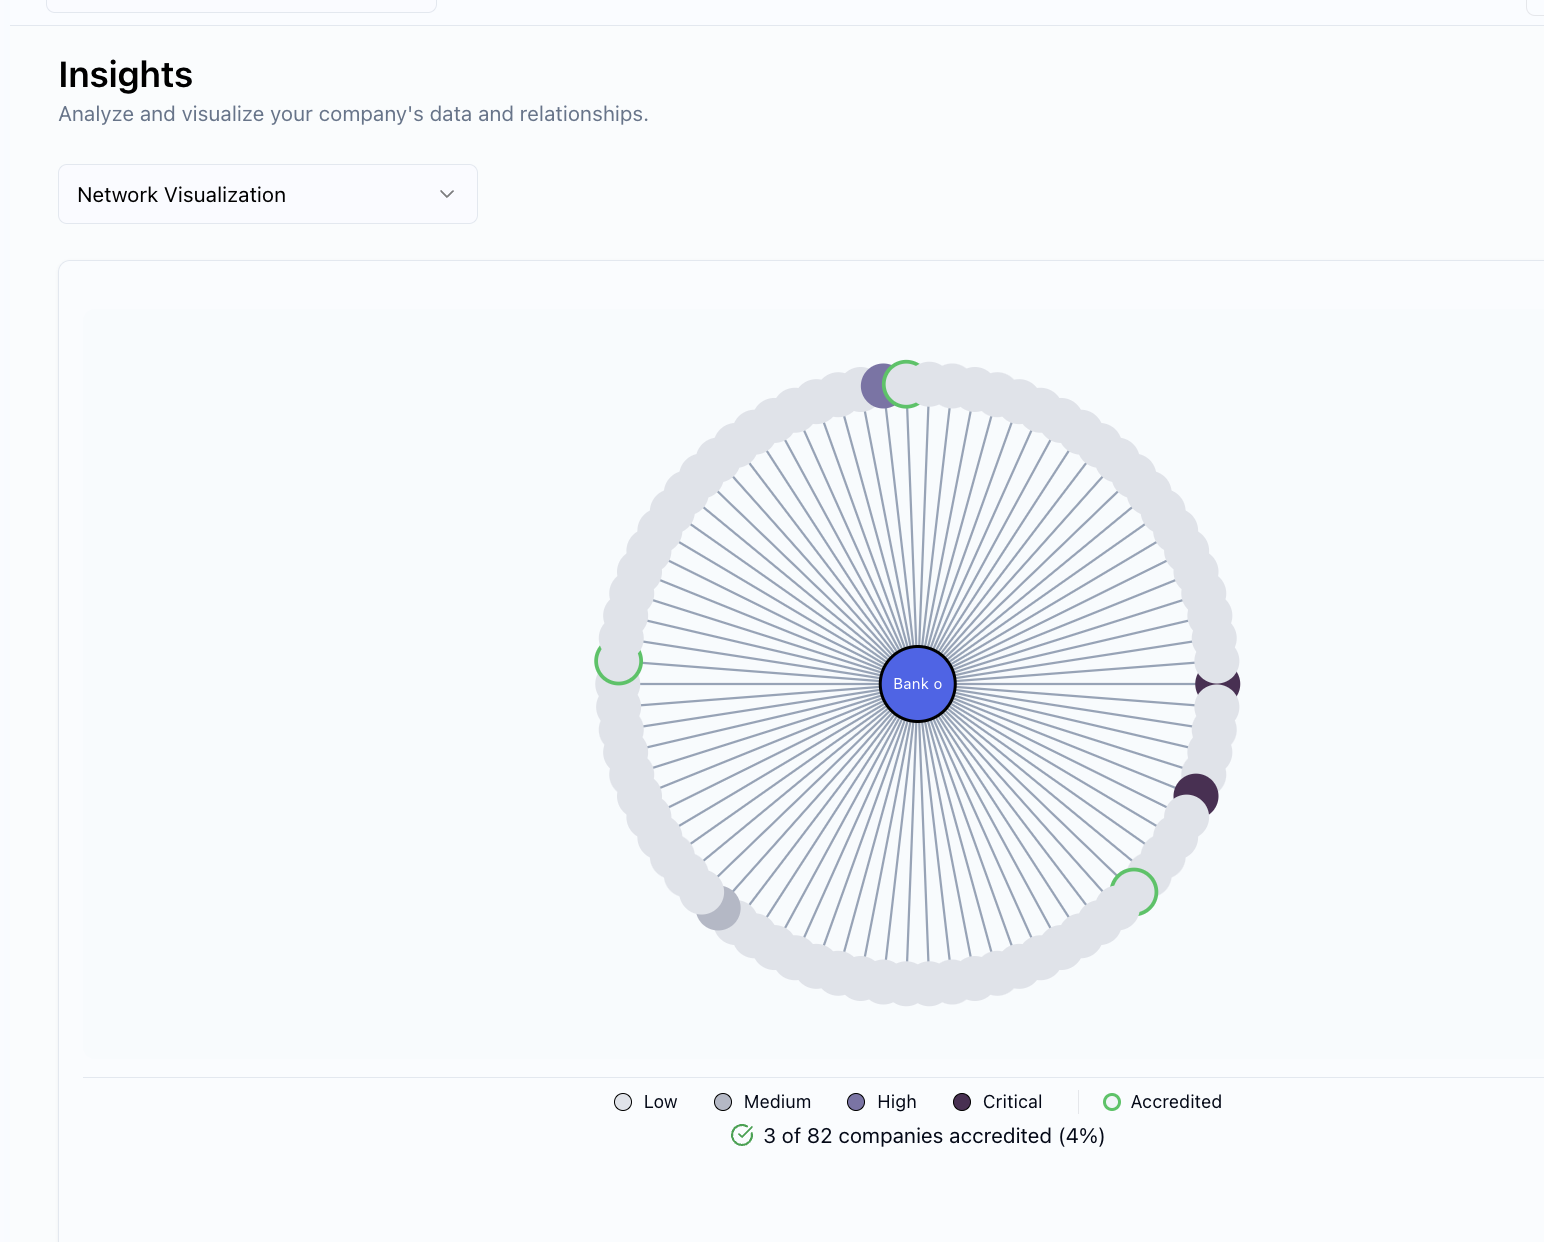 Insights
Analyze and visualize your company's data and relationships.
Network Visualization
Bank o
Low Medium High Critical Accredited
3 of 82 companies accredited (4%)